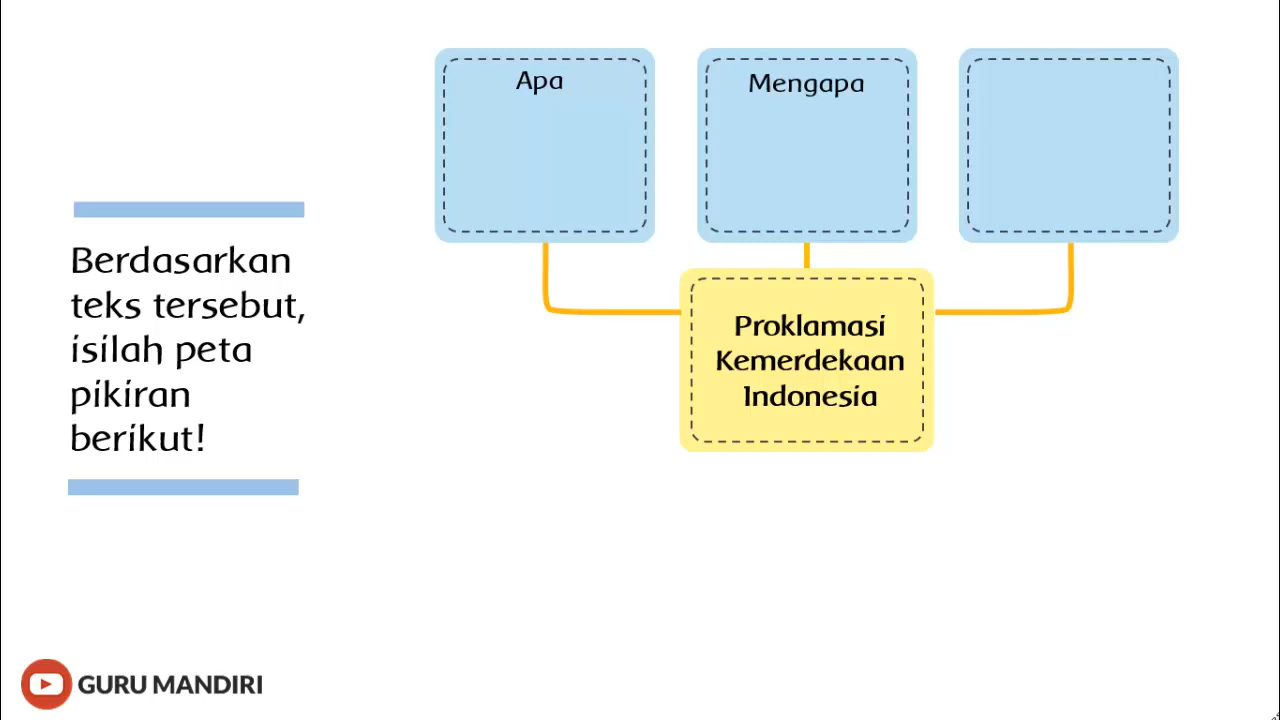 Apa
Mengapa
Berdasarkan
teks tersebut,
isilah peta
pikiran
berikut!
Proklamasi
Kemerdekaan
Indonesia
GURU MANDIRI